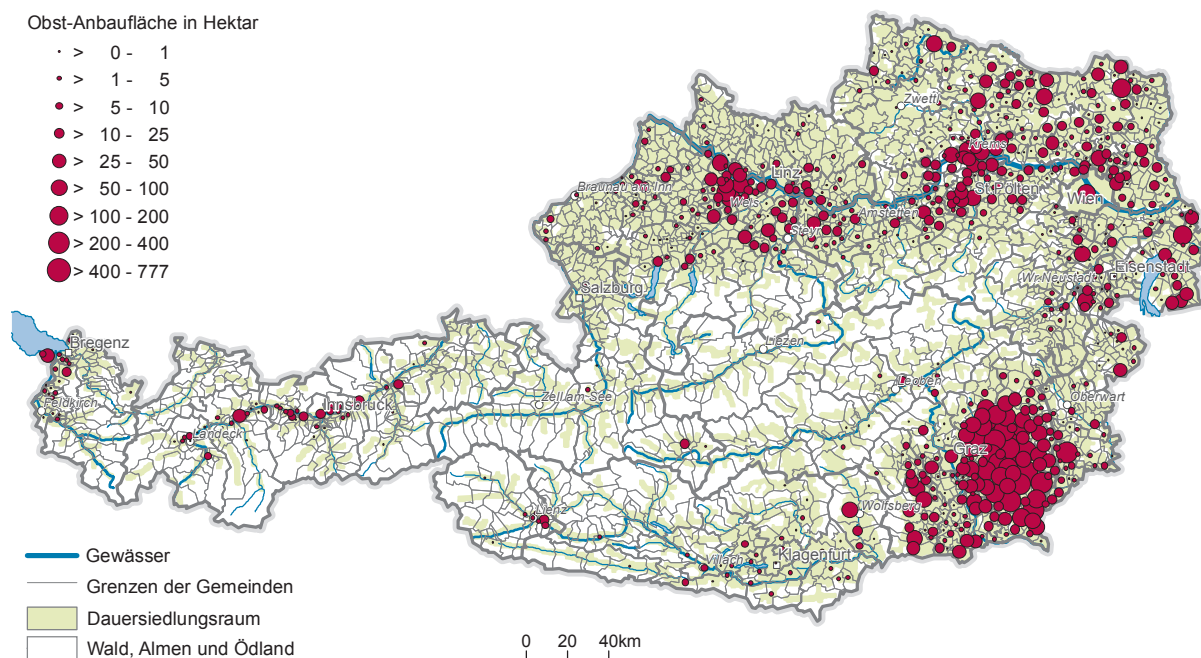 Obst-Anbaufläche in Hektar
> 0 - 1
> 1 - 5
> 5 - 10
> 10 - 25
> 25 - 50
> 50 - 100
> 100 - 200
> 200 - 400
> 400 - 777
Zwettl
Krems
Linz
Braunau am Inn
Wels
St.Pölten
Wien
Amstetten
Steyr
Eisenstadt
Wr.Neustadt
Salzburg
Bregenz
Liezen
Leoben
Feldkirch
Innsbruck
Zell am See
Oberwart
Landeck
Graz
Lienz
Wolfsberg
Villach
Klagenfurt
Gewässer
Grenzen der Gemeinden
Dauersiedlungsraum
Wald, Almen und Ödland
0 20 40km